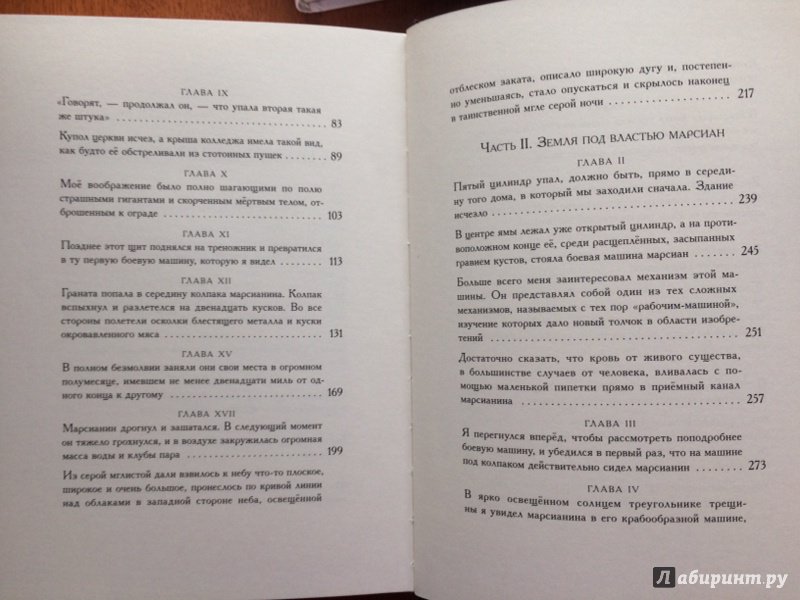 ГЛАВА IX
«Говорят, — продолжал он, — что упала вторая такая
же штука» 83
Купол церкви исчез, а крыша колледжа имела такой вид,
как будто её обстреливали из стотонных пушек 89
ГЛАВА X
Моё воображение было полно шагающими по полю
страшными гигантами и скорченным мёртвым телом, от-
брошенным к ограде 103
ГЛАВА XI
Позднее этот щит поднялся на треножник и превратился
в ту первую боевую машину, которую я видел 113
ГЛАВА XII
Граната попала в середину колпака марсианина. Колпак
вспыхнул и разлетелся на двенадцать кусков. Во все
стороны полетели осколки блестящего металла и куски
окровавленного мяса 131
ГЛАВА XV
В полном безмолвии заняли они свои места в огромном
полумесяце, имевшем не менее двенадцати миль от од-
ного конца к другому 169
ГЛАВА XVII
Марсианин дрогнул и зашатался. В следующий момент
он тяжело грохнулся, и в воздухе закружилась огромная
масса воды и клубы пара 199
Из серой мглистой дали взвилось к небу что-то плоское,
широкое и очень большое, пронеслось по кривой линии
над облаками в западной стороне неба, освещённой
отблеском заката, описало широкую дугу и, постепен-
но уменьшаясь, стало опускаться и скрылось наконец
в таинственной мгле серой ночи 217
ЧАСТЬ II. ЗЕМЛЯ ПОД ВЛАСТЬЮ МАРСИАН
ГЛАВА II
Пятый цилиндр упал, должно быть, прямо в середи-
ну того дома, в который мы заходили сначала. Здание
исчезло 239
В центре ямы лежал уже открытый цилиндр, а на проти-
воположном конце её, среди расщеплённых, засыпанных
гравием кустов, стояла боевая машина марсиан 245
Больше всего меня заинтересовал механизм этой ма-
шины. Он представлял собой один из тех сложных
механизмов, называемых с тех пор «рабочим-машиной»,
изучение которых дало новый толчок в области изобре-
тений 251
Достаточно сказать, что кровь от живого существа,
в большинстве случаев от человека, вливалась с по-
мощью маленькой пипетки прямо в приёмный канал
марсианина 257
ГЛАВА III
Я перегнулся вперёд, чтобы рассмотреть поподробнее
боевую машину, и убедился в первый раз, что на машине
под колпаком действительно сидел марсианин 273
ГЛАВА IV
В ярко освещённом солнцем треугольнике трещи-
ны я увидел марсианина в его крабообразной машине,
Лабиринт.ру